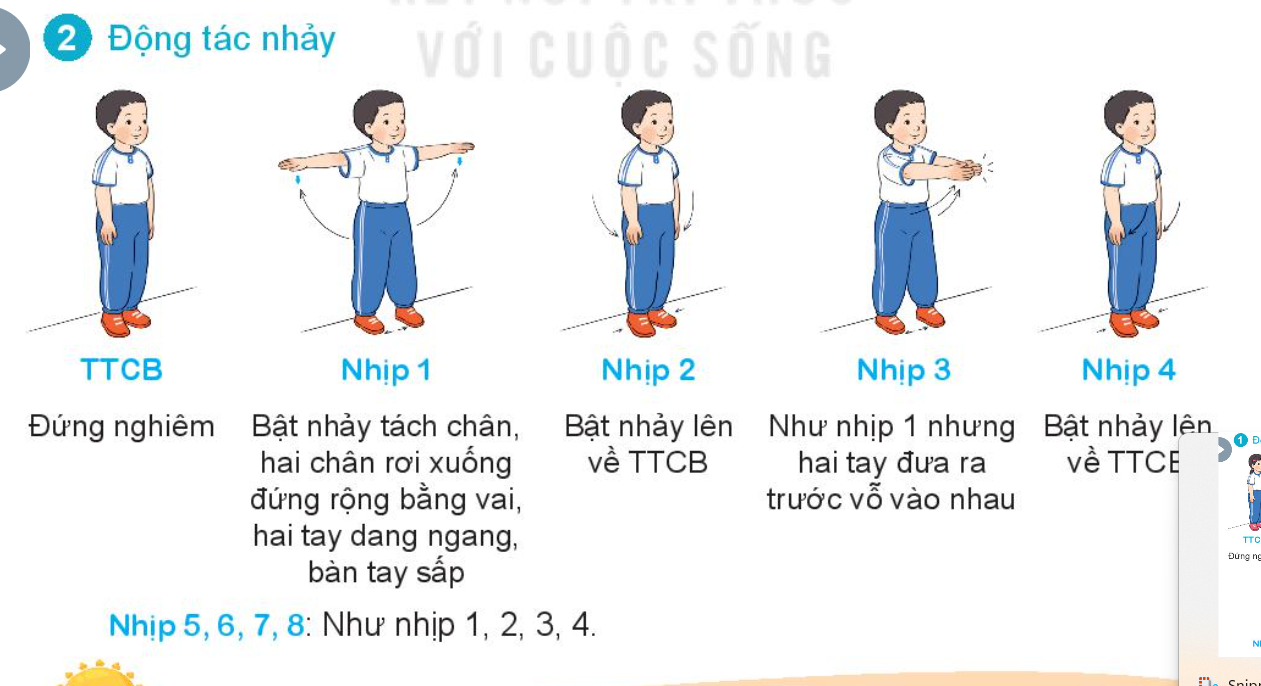 VỚI CUỘC SỐNG
2 Động tác nhảy
TTCB
Nhịp 1
Nhịp 2
Nhịp 3
Nhịp 4
Đứng nghiêm
Bật nhảy tách chân,
hai chân rơi xuống
đứng rộng bằng vai,
hai tay dang ngang,
bàn tay sấp
Bật nhảy lên
về TTCB
Như nhịp 1 nhưng
hai tay đưa ra
trước vỗ vào nhau
Bật nhảy lên
về
Nhịp 5, 6, 7, 8: Như nhịp 1, 2, 3, 4.
1